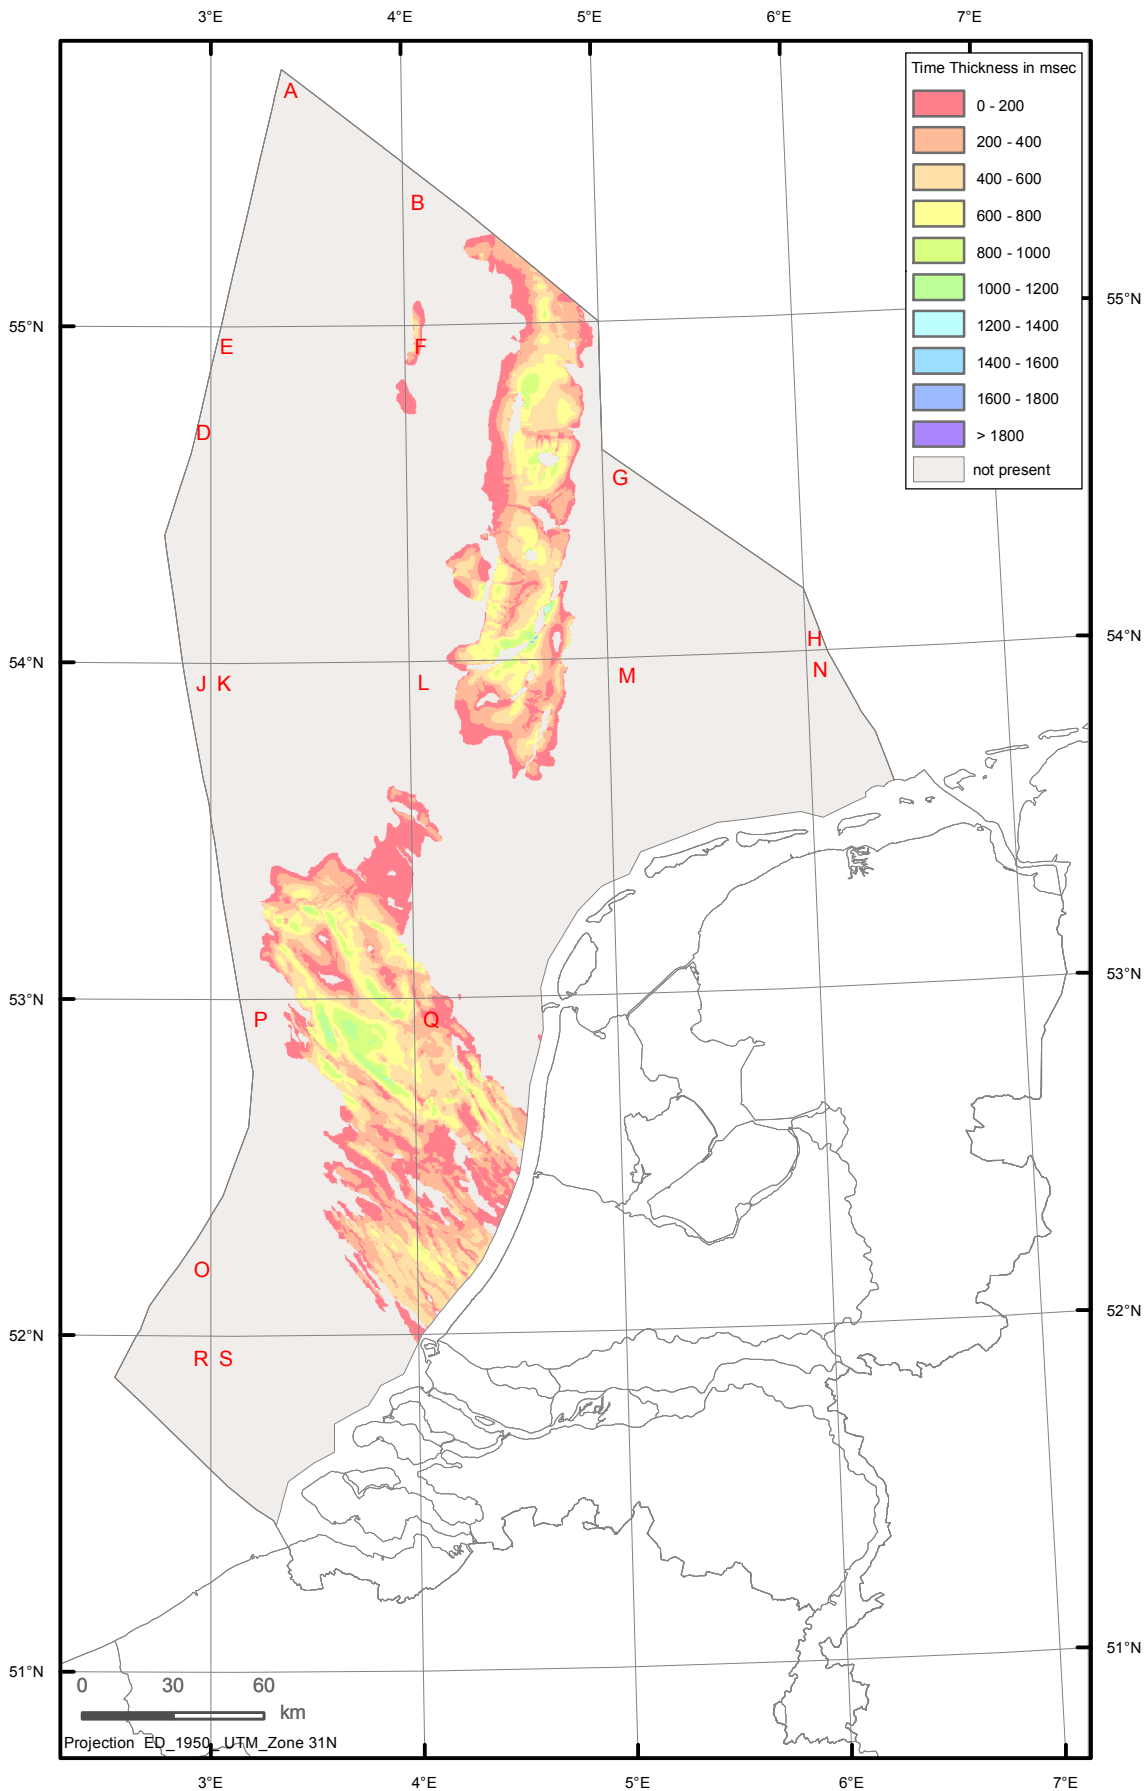 3°E 4°E 5°E 6°E 7°E
Time Thickness in msec
0 - 200
200 - 400
400 - 600
600 - 800
800 - 1000
1000 - 1200
1200 - 1400
1400 - 1600
1600 - 1800
> 1800
not present
A
B
55°N 55°N
E F
D
G
54°N 54°N
H
N
J K L M
53°N 53°N
P Q
O
52°N 52°N
R S
51°N 51°N
0 30 60
km
Projection ED_1950_UTM_Zone 31N
3°E 4°E 5°E 6°E 7°E